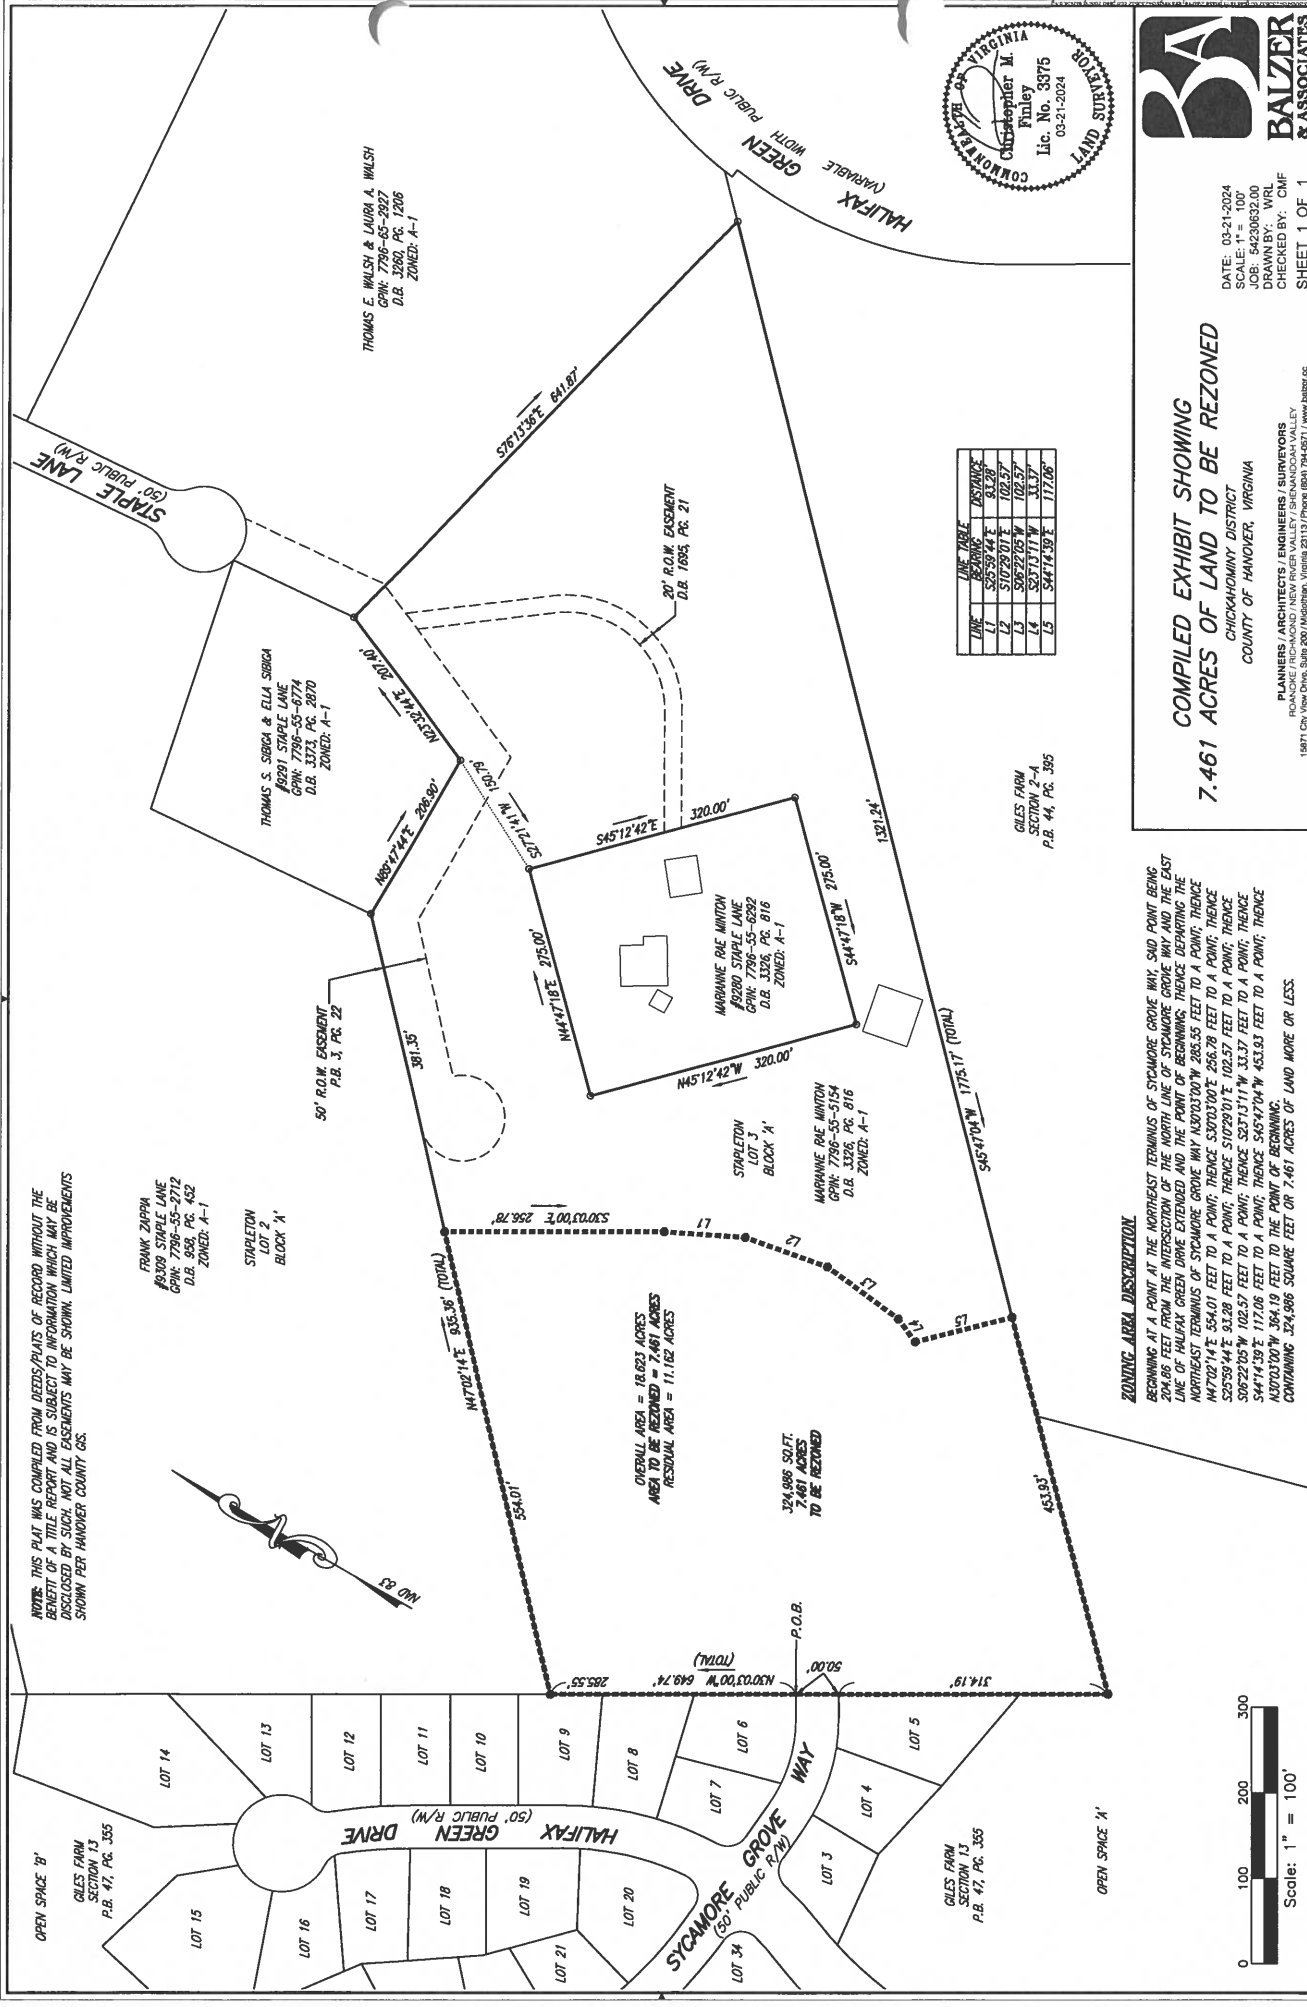 NOTE: THIS PLAT WAS COMPILED FROM DEEDS/PLATS OF RECORD WITHOUT THE
BENEFIT OF A TITLE REPORT AND IS SUBJECT TO INFORMATION WHICH MAY BE
DISCLOSED BY SUCH. NOT ALL EASEMENTS MAY BE SHOWN. LIMITED IMPROVEMENTS
SHOWN PER HANOVER COUNTY GIS.
OPEN SPACE 'B'
GILES FARM
SECTION 13
P.B. 47, PG. 355
LOT 14
LOT 13
LOT 12
LOT 11
LOT 10
LOT 9
LOT 8
LOT 7
LOT 6
LOT 5
LOT 4
LOT 3
LOT 15
LOT 16
LOT 17
LOT 18
LOT 19
LOT 20
LOT 21
LOT 34
HALIFAX GREEN DRIVE
(50' PUBLIC R/W)
SYCAMORE GROVE WAY
(50' PUBLIC R/W)
GILES FARM
SECTION 13
P.B. 47, PG. 355
OPEN SPACE 'A'
NAD 83
FRANK ZAPPIA
#9309 STAPLE LANE
GPIN: 7796-55-2712
D.B. 958, PG. 452
ZONED: A-1
STAPLETON
LOT 2
BLOCK 'A'
50' R.O.W. EASEMENT
P.B. 3, PG. 22
THOMAS S. SIBIGA & ELLA SIBIGA
#9291 STAPLE LANE
GPIN: 7796-55-6774
D.B. 3373, PG. 2870
ZONED: A-1
STAPLE LANE
(50' PUBLIC R/W)
THOMAS E. WALSH & LAURA A. WALSH
GPIN: 7796-65-2927
D.B. 3260, PG. 1206
ZONED: A-1
HALIFAX GREEN DRIVE
(VARIABLE WIDTH PUBLIC R/W)
20' R.O.W. EASEMENT
D.B. 1695, PG. 21
N47'02'14"E 935.36' (TOTAL)
554.01'
381.35'
N89'47'44"E 206.90'
N23'32'44"E 207.40'
S76'13'36"E 641.87'
S27'21'41"W 150.79'
N44'47'18"E 275.00'
S45'12'42"E 320.00'
S44'47'18"W 275.00'
N45'12'42"W 320.00'
MARIANNE RAE MINTON
#9280 STAPLE LANE
GPIN: 7796-55-6292
D.B. 3326, PG. 816
ZONED: A-1
STAPLETON
LOT 3
BLOCK 'A'
MARIANNE RAE MINTON
GPIN: 7796-55-5154
D.B. 3326, PG. 816
ZONED: A-1
S30'03'00"E 256.78'
L1
L2
L3
L4
L5
OVERALL AREA = 18.623 ACRES
AREA TO BE REZONED = 7.461 ACRES
RESIDUAL AREA = 11.162 ACRES
324,986 SQ.FT.
7.461 ACRES
TO BE REZONED
285.55'
N30'03'00"W 649.74'
(TOTAL)
P.O.B.
50.00'
314.19'
453.93'
S45'47'04"W 1775.17' (TOTAL)
1321.24'
GILES FARM
SECTION 2-A
P.B. 44, PG. 395
LINE TABLE
LINE BEARING DISTANCE
L1 S25'59'44"E 93.28'
L2 S10'29'01"E 102.57'
L3 S06'22'05"W 102.57'
L4 S23'13'11"W 33.37'
L5 S44'14'39"E 117.06'
ZONING AREA DESCRIPTION
BEGINNING AT A POINT AT THE NORTHEAST TERMINUS OF SYCAMORE GROVE WAY, SAID POINT BEING
204.86 FEET FROM THE INTERSECTION OF THE NORTH LINE OF SYCAMORE GROVE WAY AND THE EAST
LINE OF HALIFAX GREEN DRIVE EXTENDED AND THE POINT OF BEGINNING; THENCE DEPARTING THE
NORTHEAST TERMINUS OF SYCAMORE GROVE WAY N30'03'00"W 285.55 FEET TO A POINT; THENCE
N47'02'14"E 554.01 FEET TO A POINT; THENCE S30'03'00"E 256.78 FEET TO A POINT; THENCE
S25'59'44"E 93.28 FEET TO A POINT; THENCE S10'29'01"E 102.57 FEET TO A POINT; THENCE
S06'22'05"W 102.57 FEET TO A POINT; THENCE S23'13'11"W 33.37 FEET TO A POINT; THENCE
S44'14'39"E 117.06 FEET TO A POINT; THENCE S45'47'04"W 453.93 FEET TO A POINT; THENCE
N30'03'00"W 364.19 FEET TO THE POINT OF BEGINNING.
CONTAINING 324,986 SQUARE FEET OR 7.461 ACRES OF LAND MORE OR LESS.
0 100 200 300
Scale: 1" = 100'
COMMONWEALTH OF VIRGINIA
Christopher M.
Finley
Lic. No. 3375
03-21-2024
LAND SURVEYOR
COMPILED EXHIBIT SHOWING
7.461 ACRES OF LAND TO BE REZONED
CHICKAHOMINY DISTRICT
COUNTY OF HANOVER, VIRGINIA
PLANNERS / ARCHITECTS / ENGINEERS / SURVEYORS
ROANOKE / RICHMOND / NEW RIVER VALLEY / SHENANDOAH VALLEY
15871 City View Drive, Suite 200 / Midlothian, Virginia 23113 / Phone (804) 794-0571 / www.balzer.cc
DATE: 03-21-2024
SCALE: 1" = 100'
JOB: 54230632.00
DRAWN BY: WRL
CHECKED BY: CMF
SHEET 1 OF 1
BALZER
& ASSOCIATES